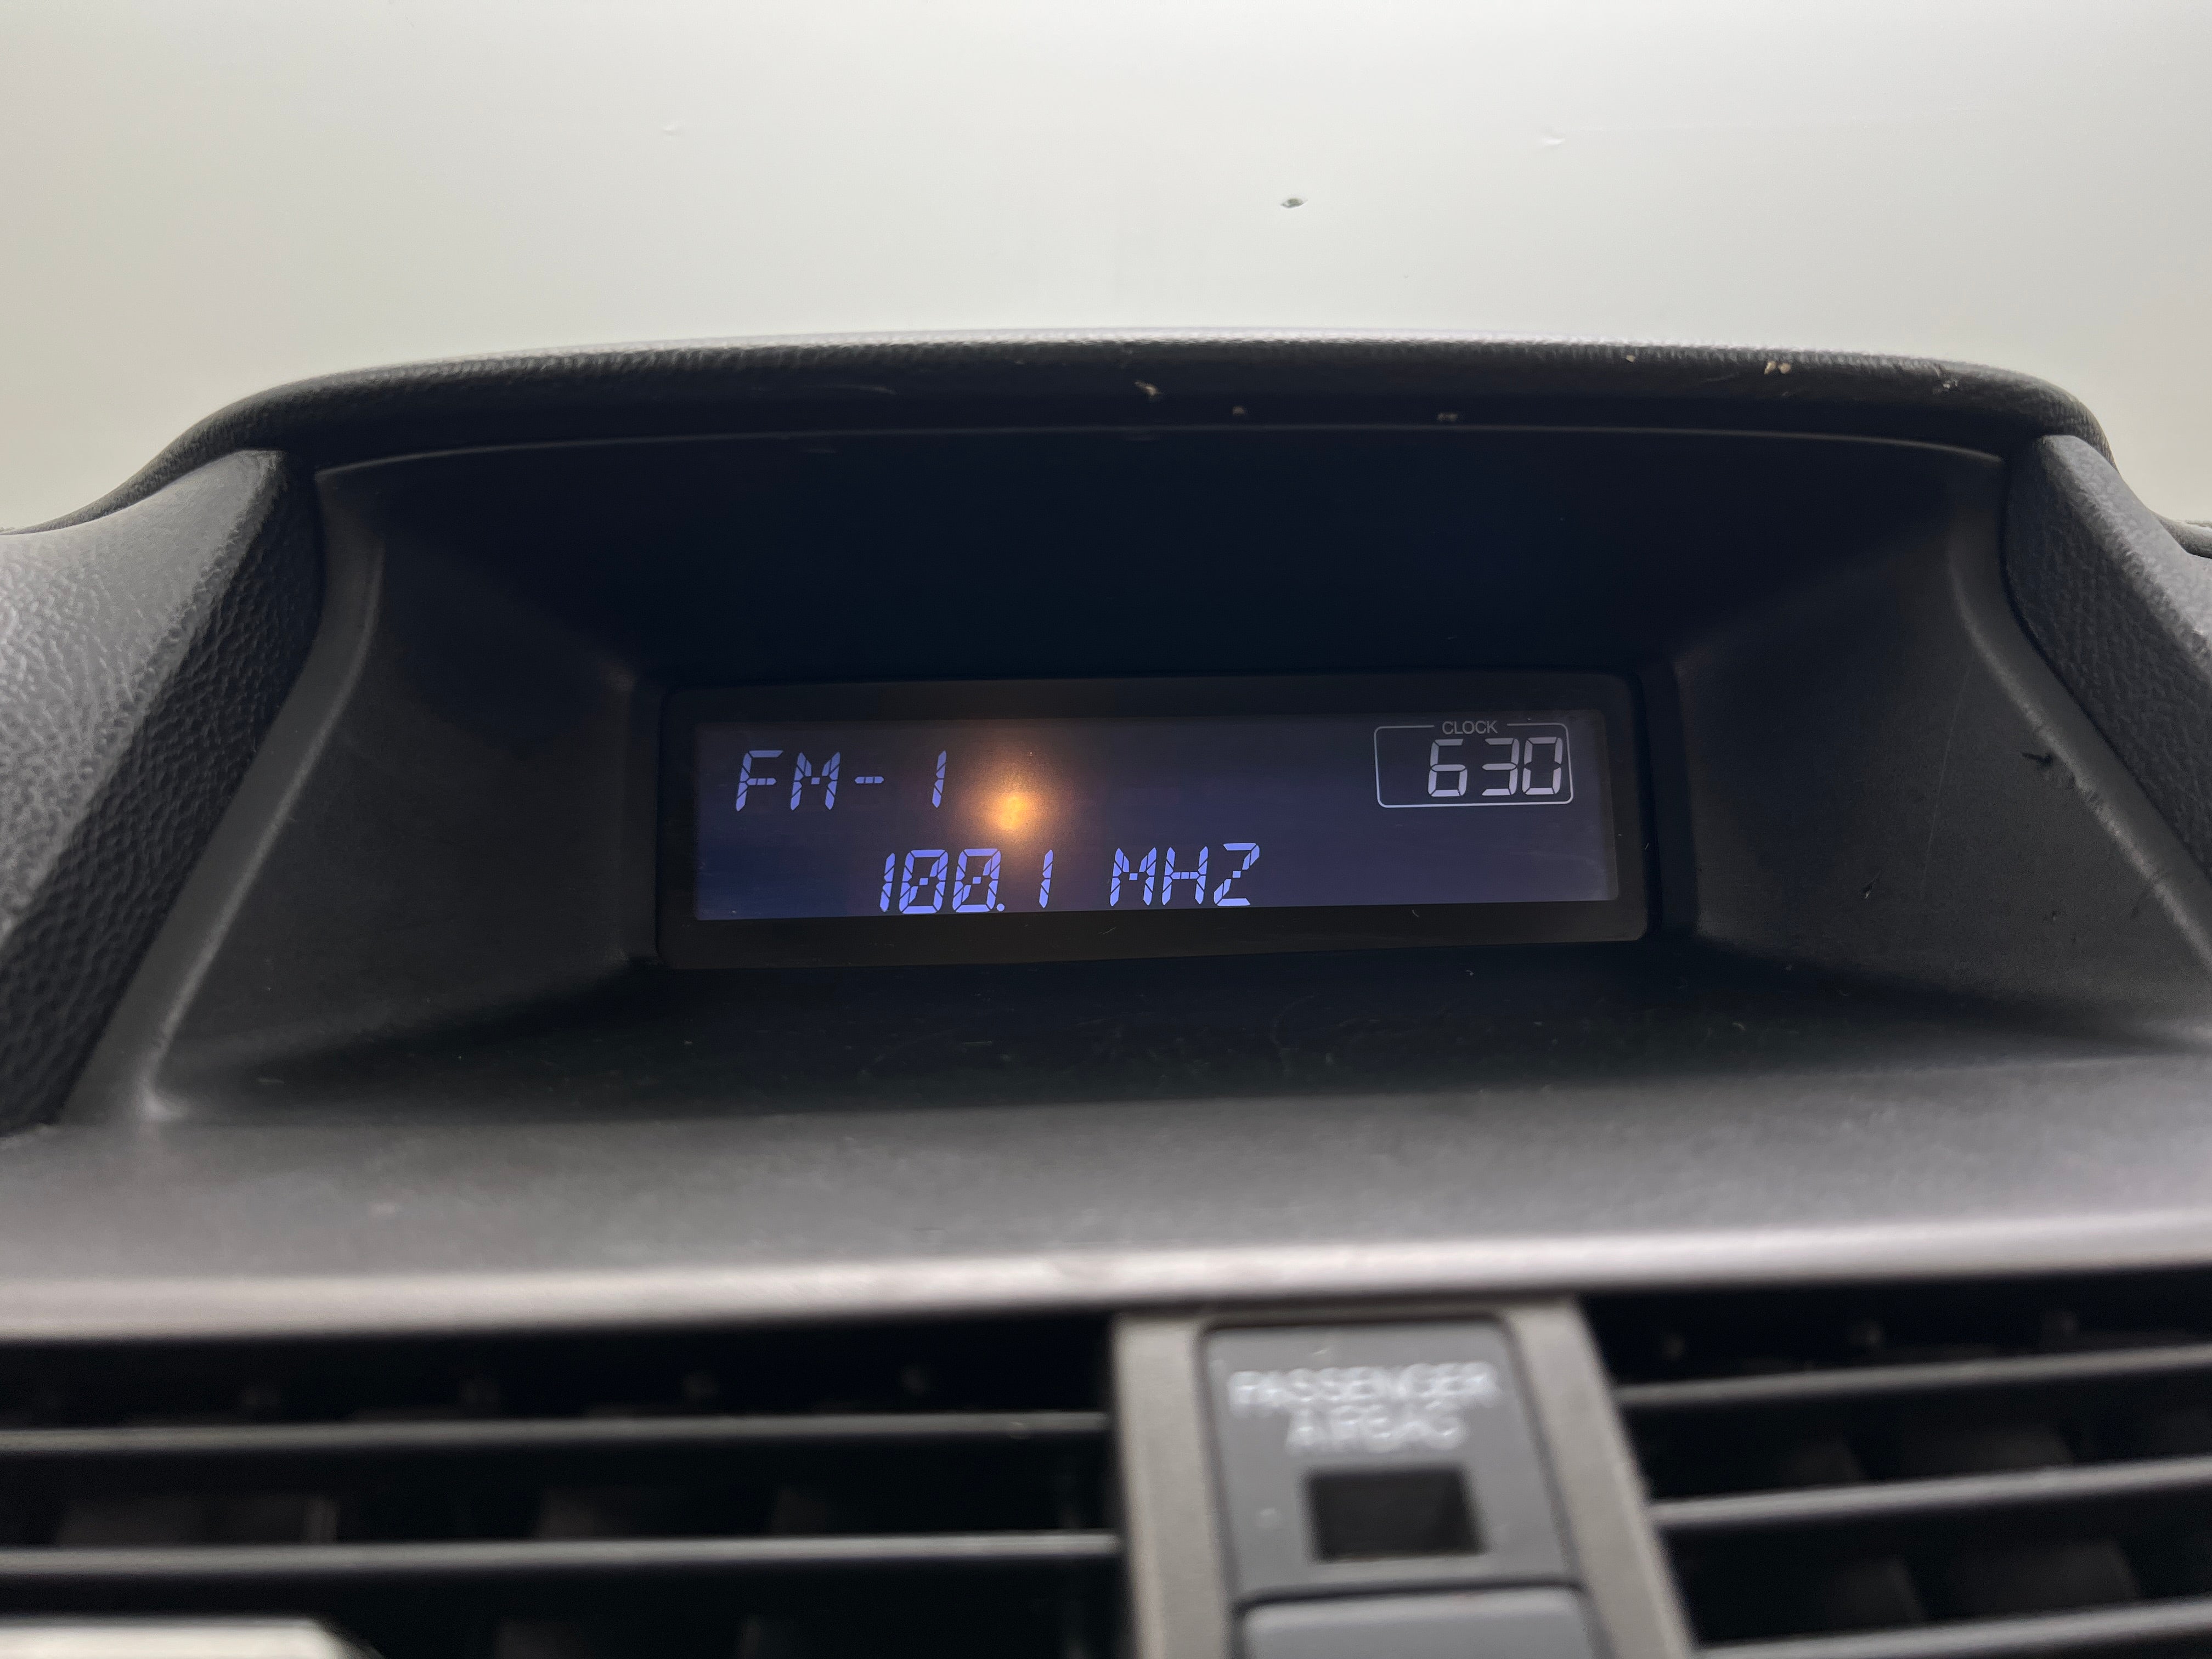 FM-1
CLOCK
630
100.1 MHZ
PASSENGER
AIRBAG